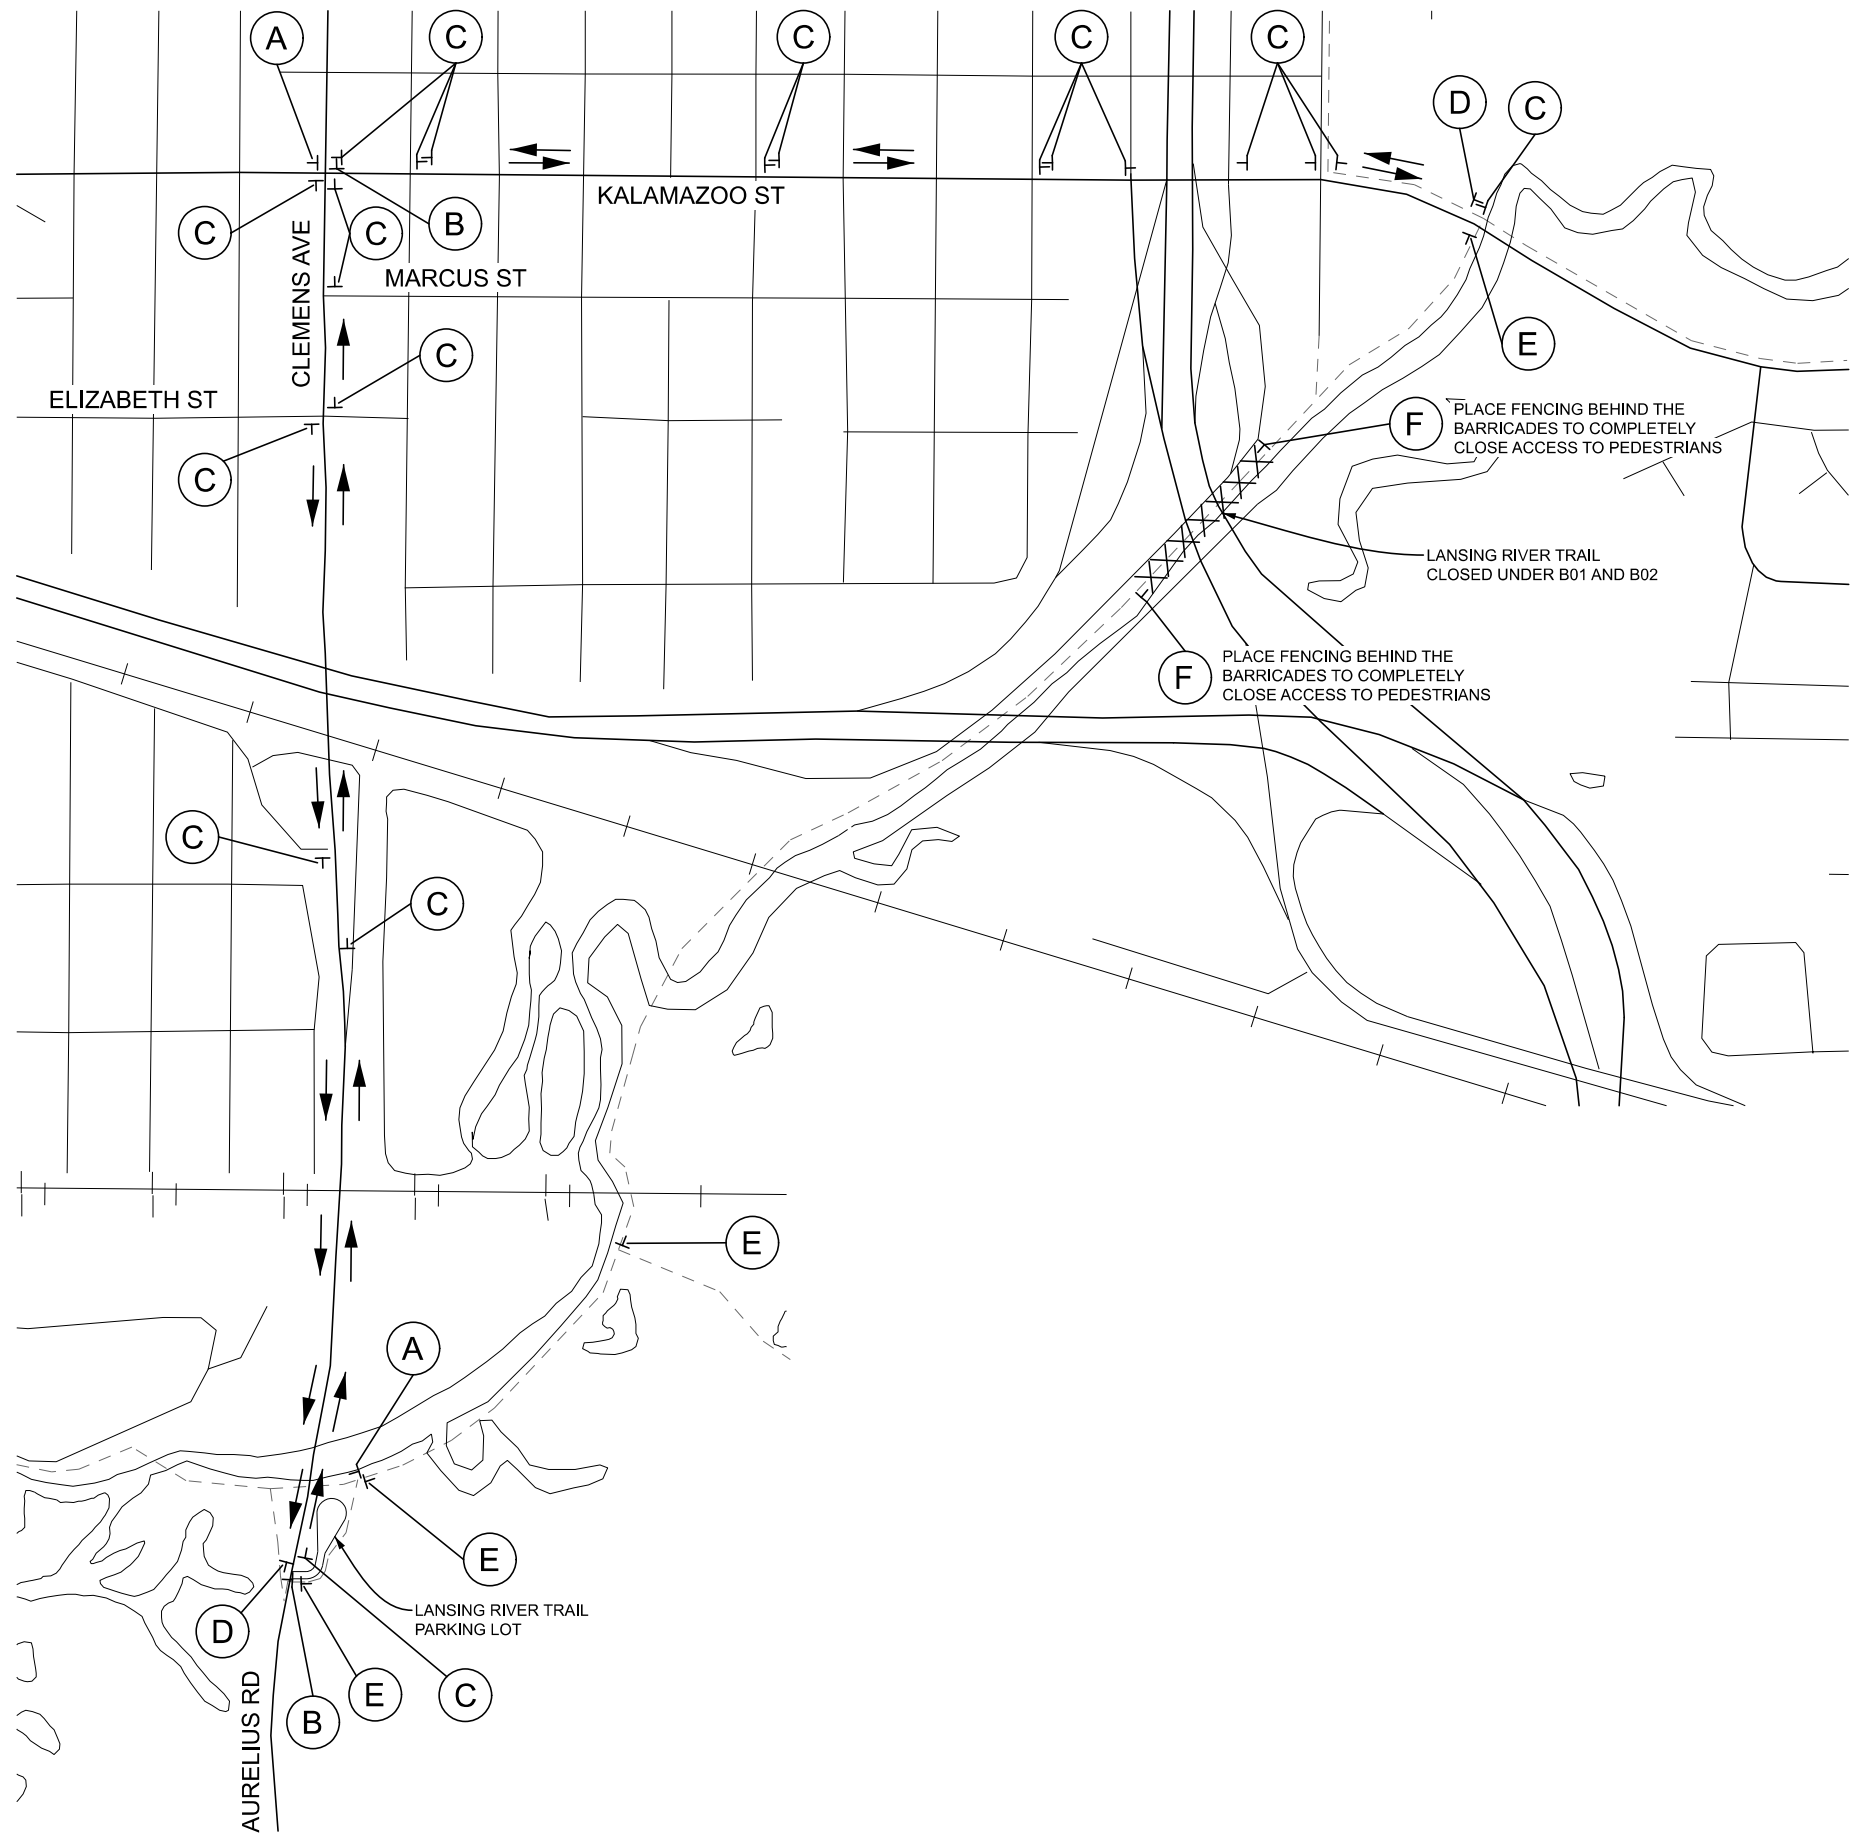 A
C
C
C
C
D
C
KALAMAZOO ST
C
C
B
CLEMENS AVE
MARCUS ST
E
C
ELIZABETH ST
F
PLACE FENCING BEHIND THE
BARRICADES TO COMPLETELY
CLOSE ACCESS TO PEDESTRIANS
C
LANSING RIVER TRAIL
CLOSED UNDER B01 AND B02
F
PLACE FENCING BEHIND THE
BARRICADES TO COMPLETELY
CLOSE ACCESS TO PEDESTRIANS
C
C
E
A
E
LANSING RIVER TRAIL
PARKING LOT
D
E
C
B
AURELIUS RD